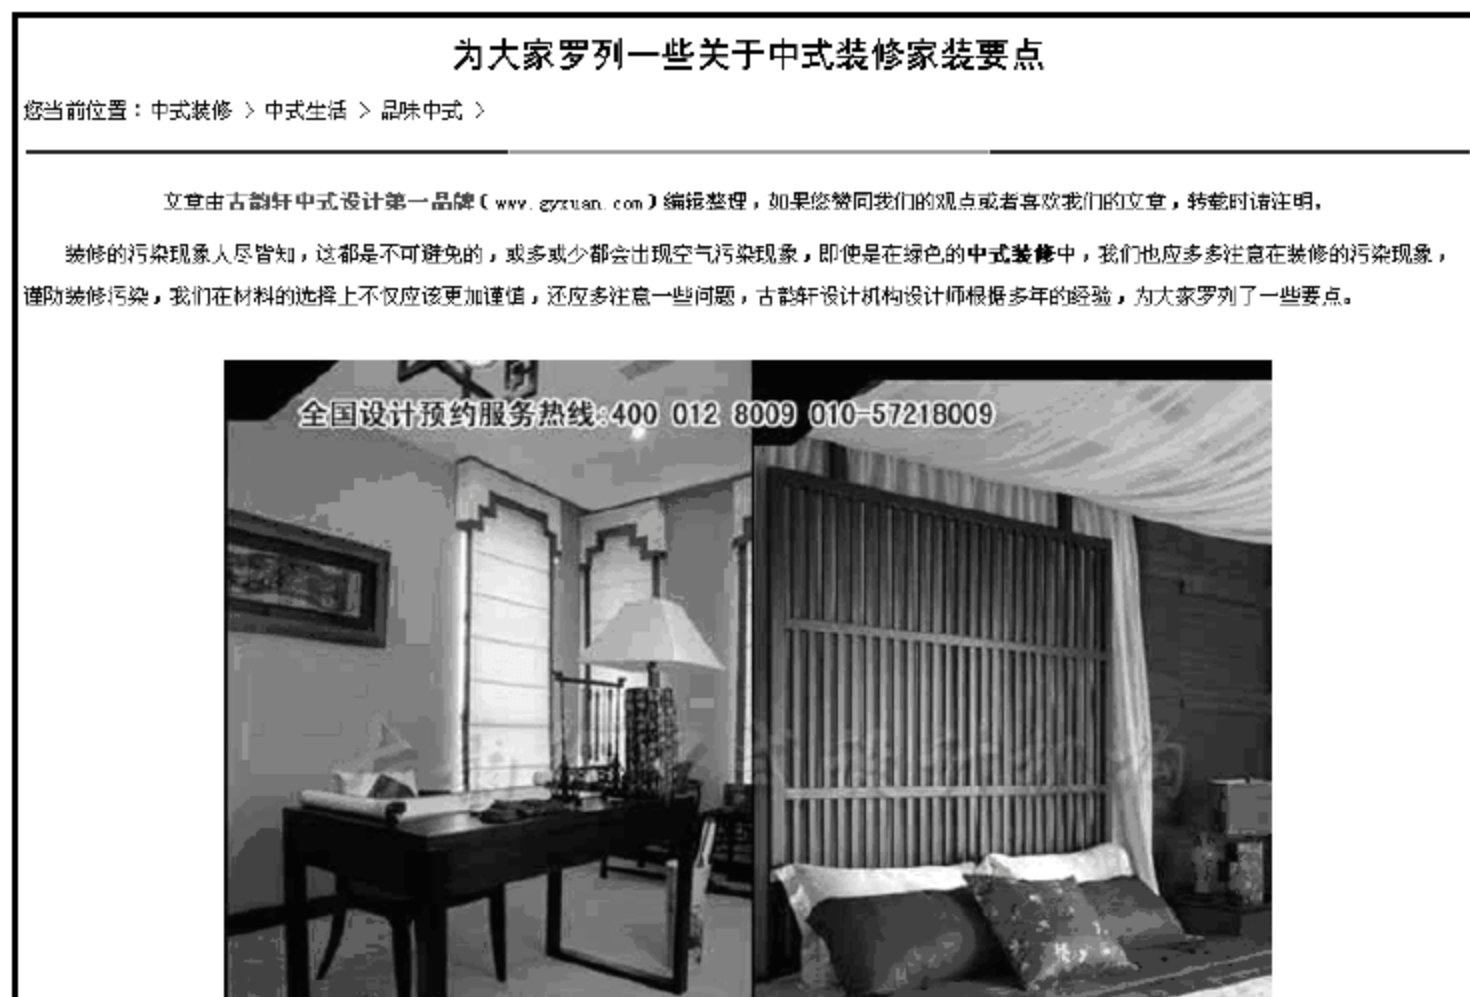 为大家罗列一些关于中式装修家装要点
您当前位置：中式装修 > 中式生活 > 品味中式 >
文章由古韵轩中式设计第一品牌（www.gyxuan.com）编辑整理，如果您赞同我们的观点或者喜欢我们的文章，转载时请注明。
装修的污染现象人尽皆知，这都是不可避免的，或多或少都会出现空气污染现象，即使是在绿色的中式装修中，我们也应多多注意在装修的污染现象，
谨防装修污染，我们在材料的选择上不仅应该更加谨慎，还应多注意一些问题，古韵轩设计机构设计师根据多年的经验，为大家罗列了一些要点。
全国设计预约服务热线:400 012 8009 010-57218009